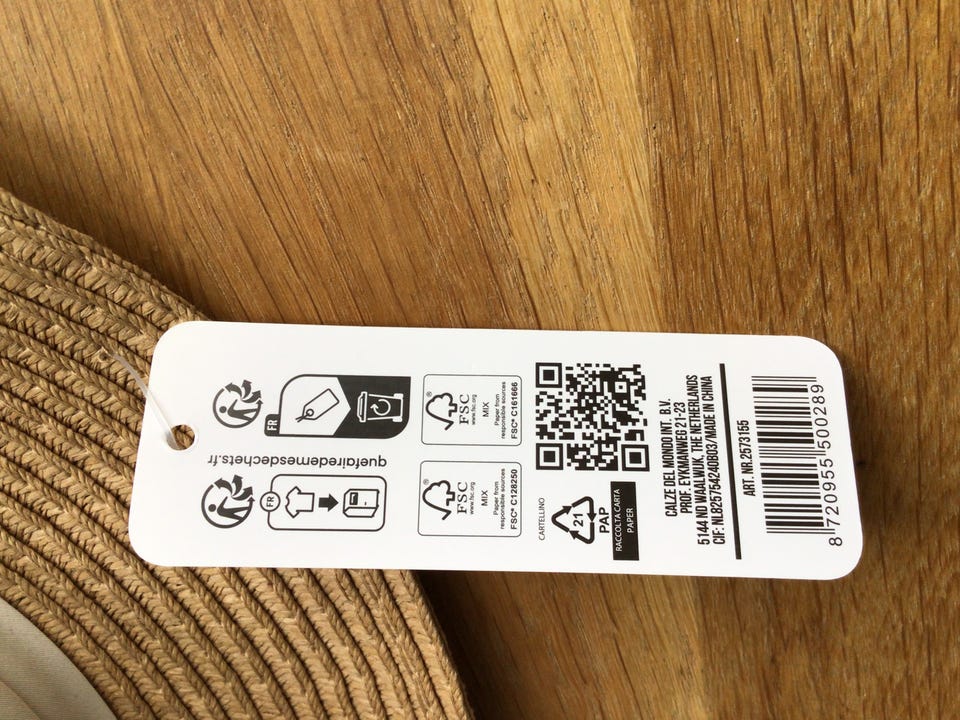 FR
quefairedemesdechets.fr
FR
FSC®
www.fsc.org
MIX
Paper from
responsible sources
FSC® C128250
FSC®
www.fsc.org
MIX
Paper from
responsible sources
FSC® C161666
CARTELLINO
21
PAP
RACCOLTA CARTA
PAPER
CALZE DEL MONDO INT. B.V.
PROF. EYKMANWEG 21-23
5144 ND WAALWIJK, THE NETHERLANDS
CIF: NL825754240B03/MADE IN CHINA
ART. NR.2573155
8 720955 500289